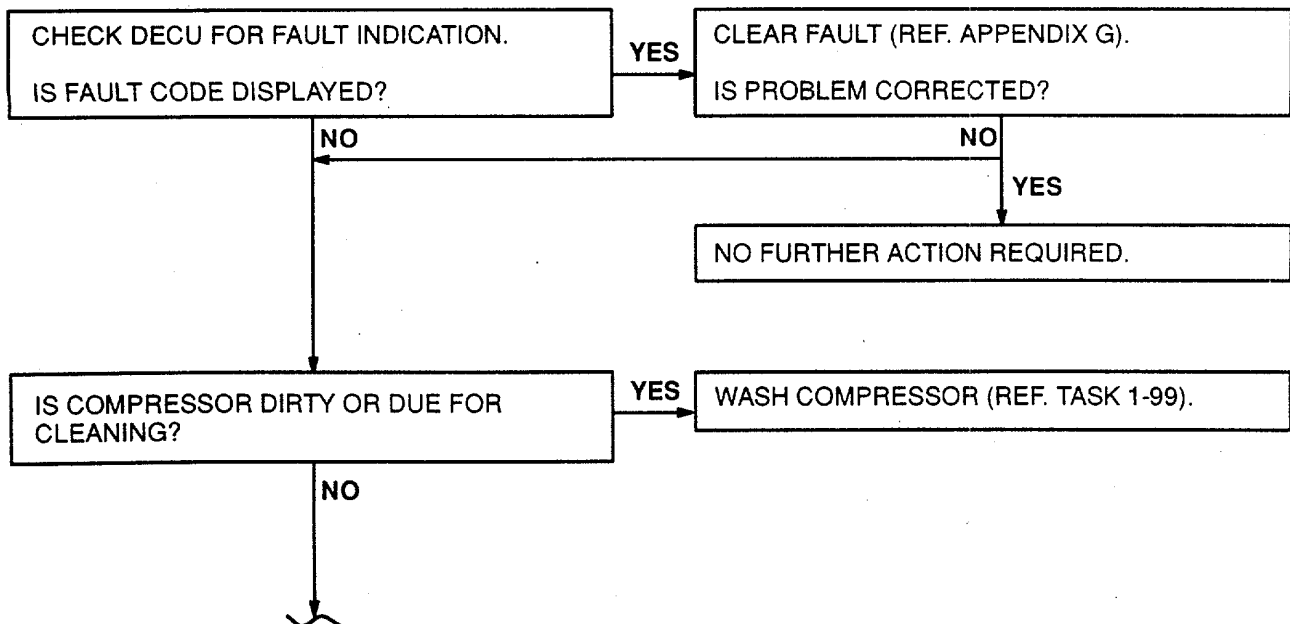 CHECK DECU FOR FAULT INDICATION.
IS FAULT CODE DISPLAYED?
YES
CLEAR FAULT (REF. APPENDIX G).
IS PROBLEM CORRECTED?
NO
NO
YES
NO FURTHER ACTION REQUIRED.
IS COMPRESSOR DIRTY OR DUE FOR
CLEANING?
YES
WASH COMPRESSOR (REF. TASK 1-99).
NO